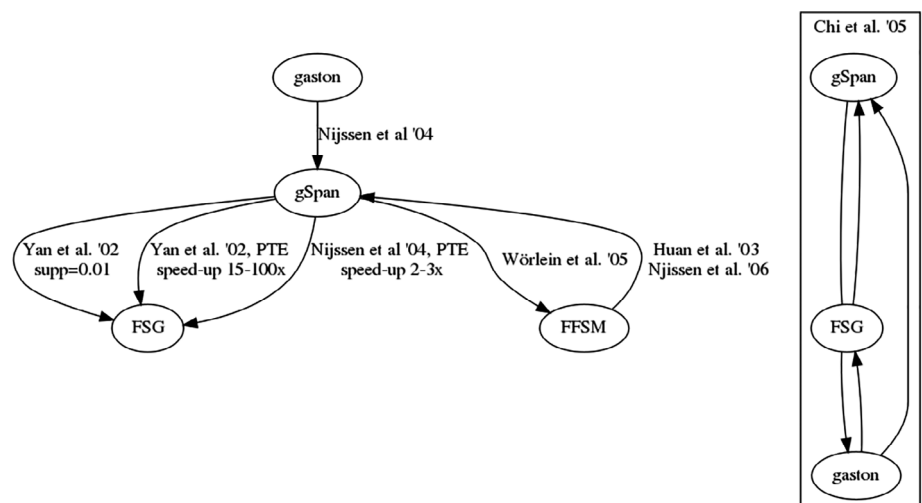 Chi et al. '05
gaston
gSpan
Nijssen et al '04
gSpan
Yan et al. '02
supp=0.01
Yan et al. '02, PTE
speed-up 15-100x
Nijssen et al '04, PTE
speed-up 2-3x
Wörlein et al. '05
Huan et al. '03
Njissen et al. '06
FSG
FFSM
FSG
gaston